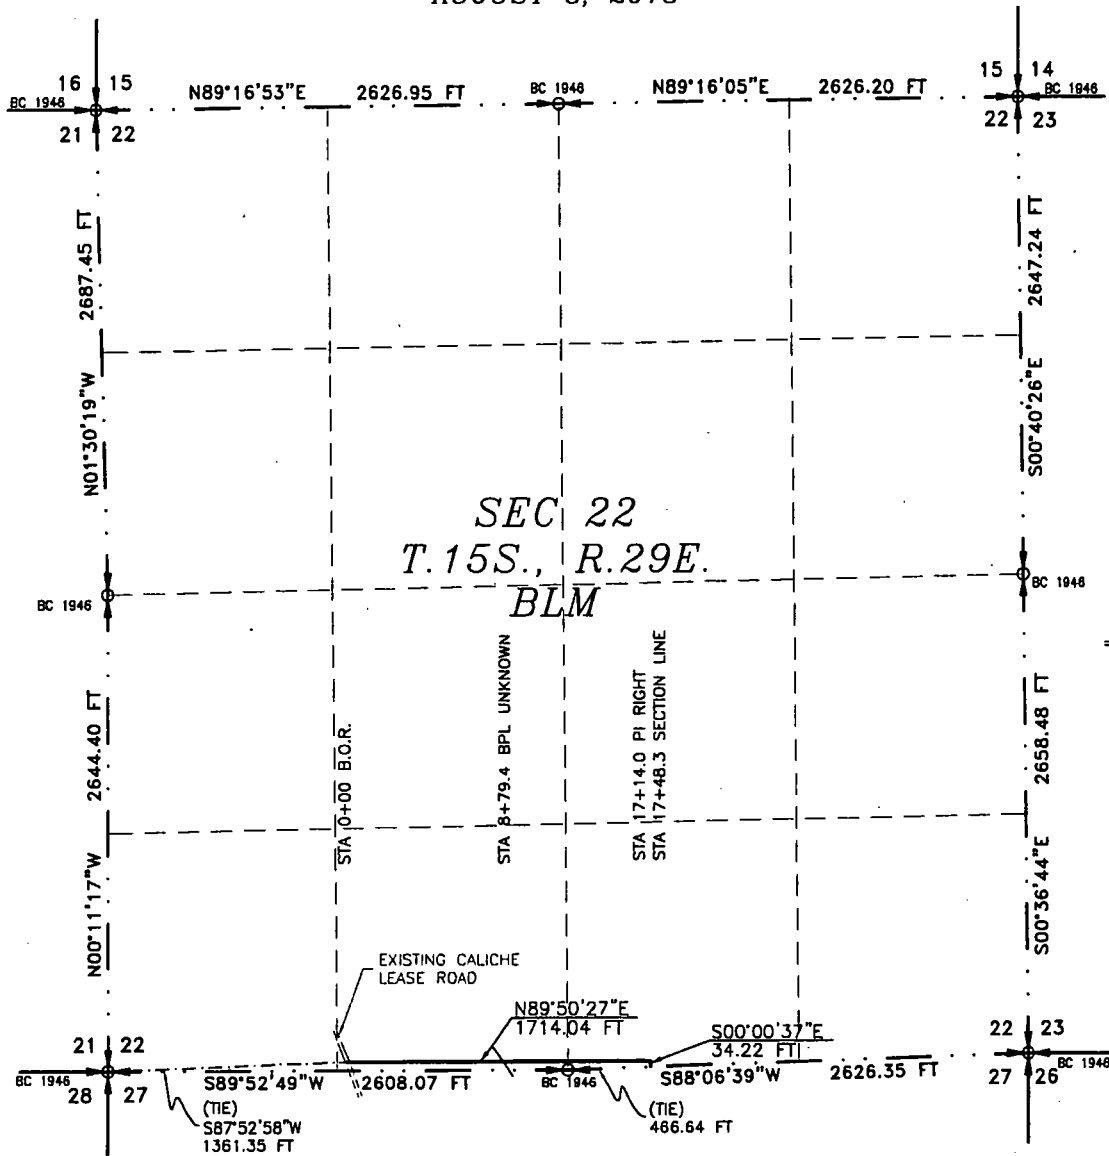 16 15
N89°16'53"E 2626.95 FT
BC 1946
N89°16'05"E 2626.20 FT
15 14
BC 1946
BC 1946
21 22
22 23
2687.45 FT
N01°30'19"W
2647.24 FT
S00°40'26"E
SEC 22
T.15S., R.29E.
BLM
BC 1946
BC 1946
2644.40 FT
N00°11'17"W
STA 0+00 B.O.R.
STA 8+79.4 BPL UNKNOWN
STA 17+14.0 PI RIGHT
STA 17+48.3 SECTION LINE
2658.48 FT
S00°36'44"E
EXISTING CALICHE
LEASE ROAD
N89°50'27"E
1714.04 FT
S00°00'37"E
34.22 FT
21 22
22 23
BC 1946
S89°52'49"W 2608.07 FT
BC 1946
S88°06'39"W 2626.35 FT
BC 1946
28 27
27 26
(TIE)
S87°52'58"W
1361.35 FT
(TIE)
466.64 FT